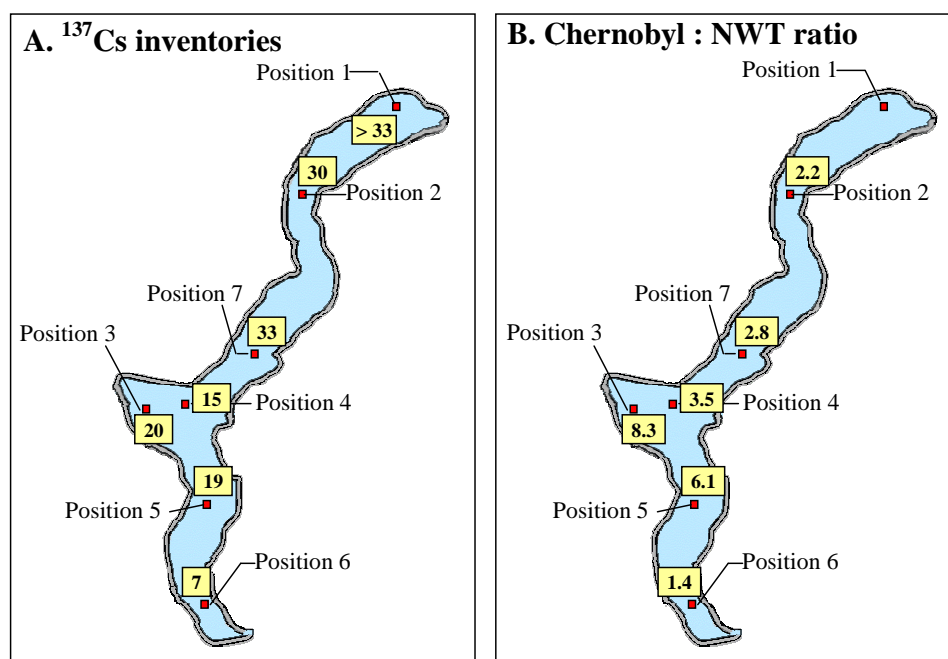 A. ¹³⁷Cs inventories
Position 1
> 33
30
Position 2
Position 7
33
Position 3
15
Position 4
20
19
Position 5
Position 6
7
B. Chernobyl : NWT ratio
Position 1
2.2
Position 2
Position 7
2.8
Position 3
3.5
Position 4
8.3
6.1
Position 5
Position 6
1.4